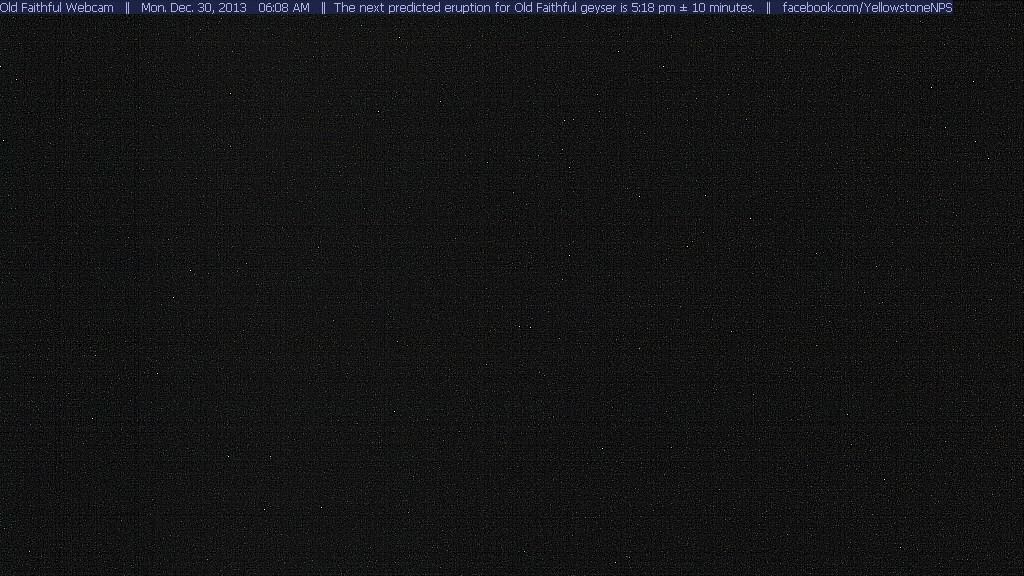 Old Faithful Webcam || Mon. Dec. 30, 2013 06:08 AM || The next predicted eruption for Old Faithful geyser is 5:18 pm ± 10 minutes. || facebook.com/YellowstoneNPS